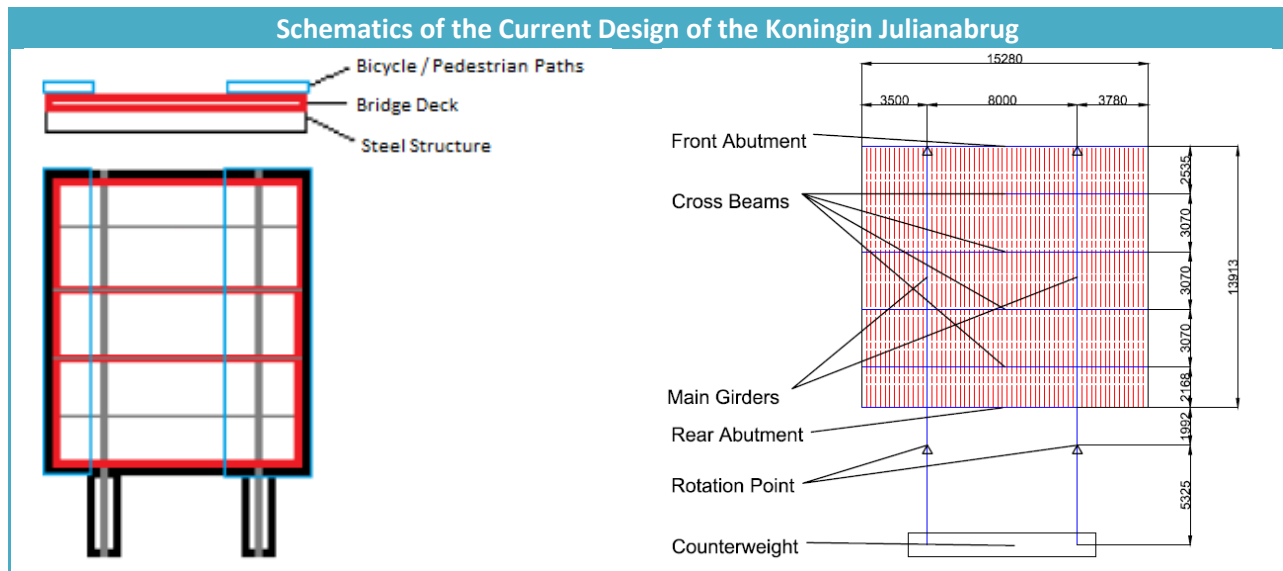 Schematics of the Current Design of the Koningin Julianabrug
Bicycle / Pedestrian Paths
Bridge Deck
Steel Structure
15280
3500
8000
3780
Front Abutment
Cross Beams
Main Girders
Rear Abutment
Rotation Point
Counterweight
2535
3070
3070
3070
2168
1992
5325
13913